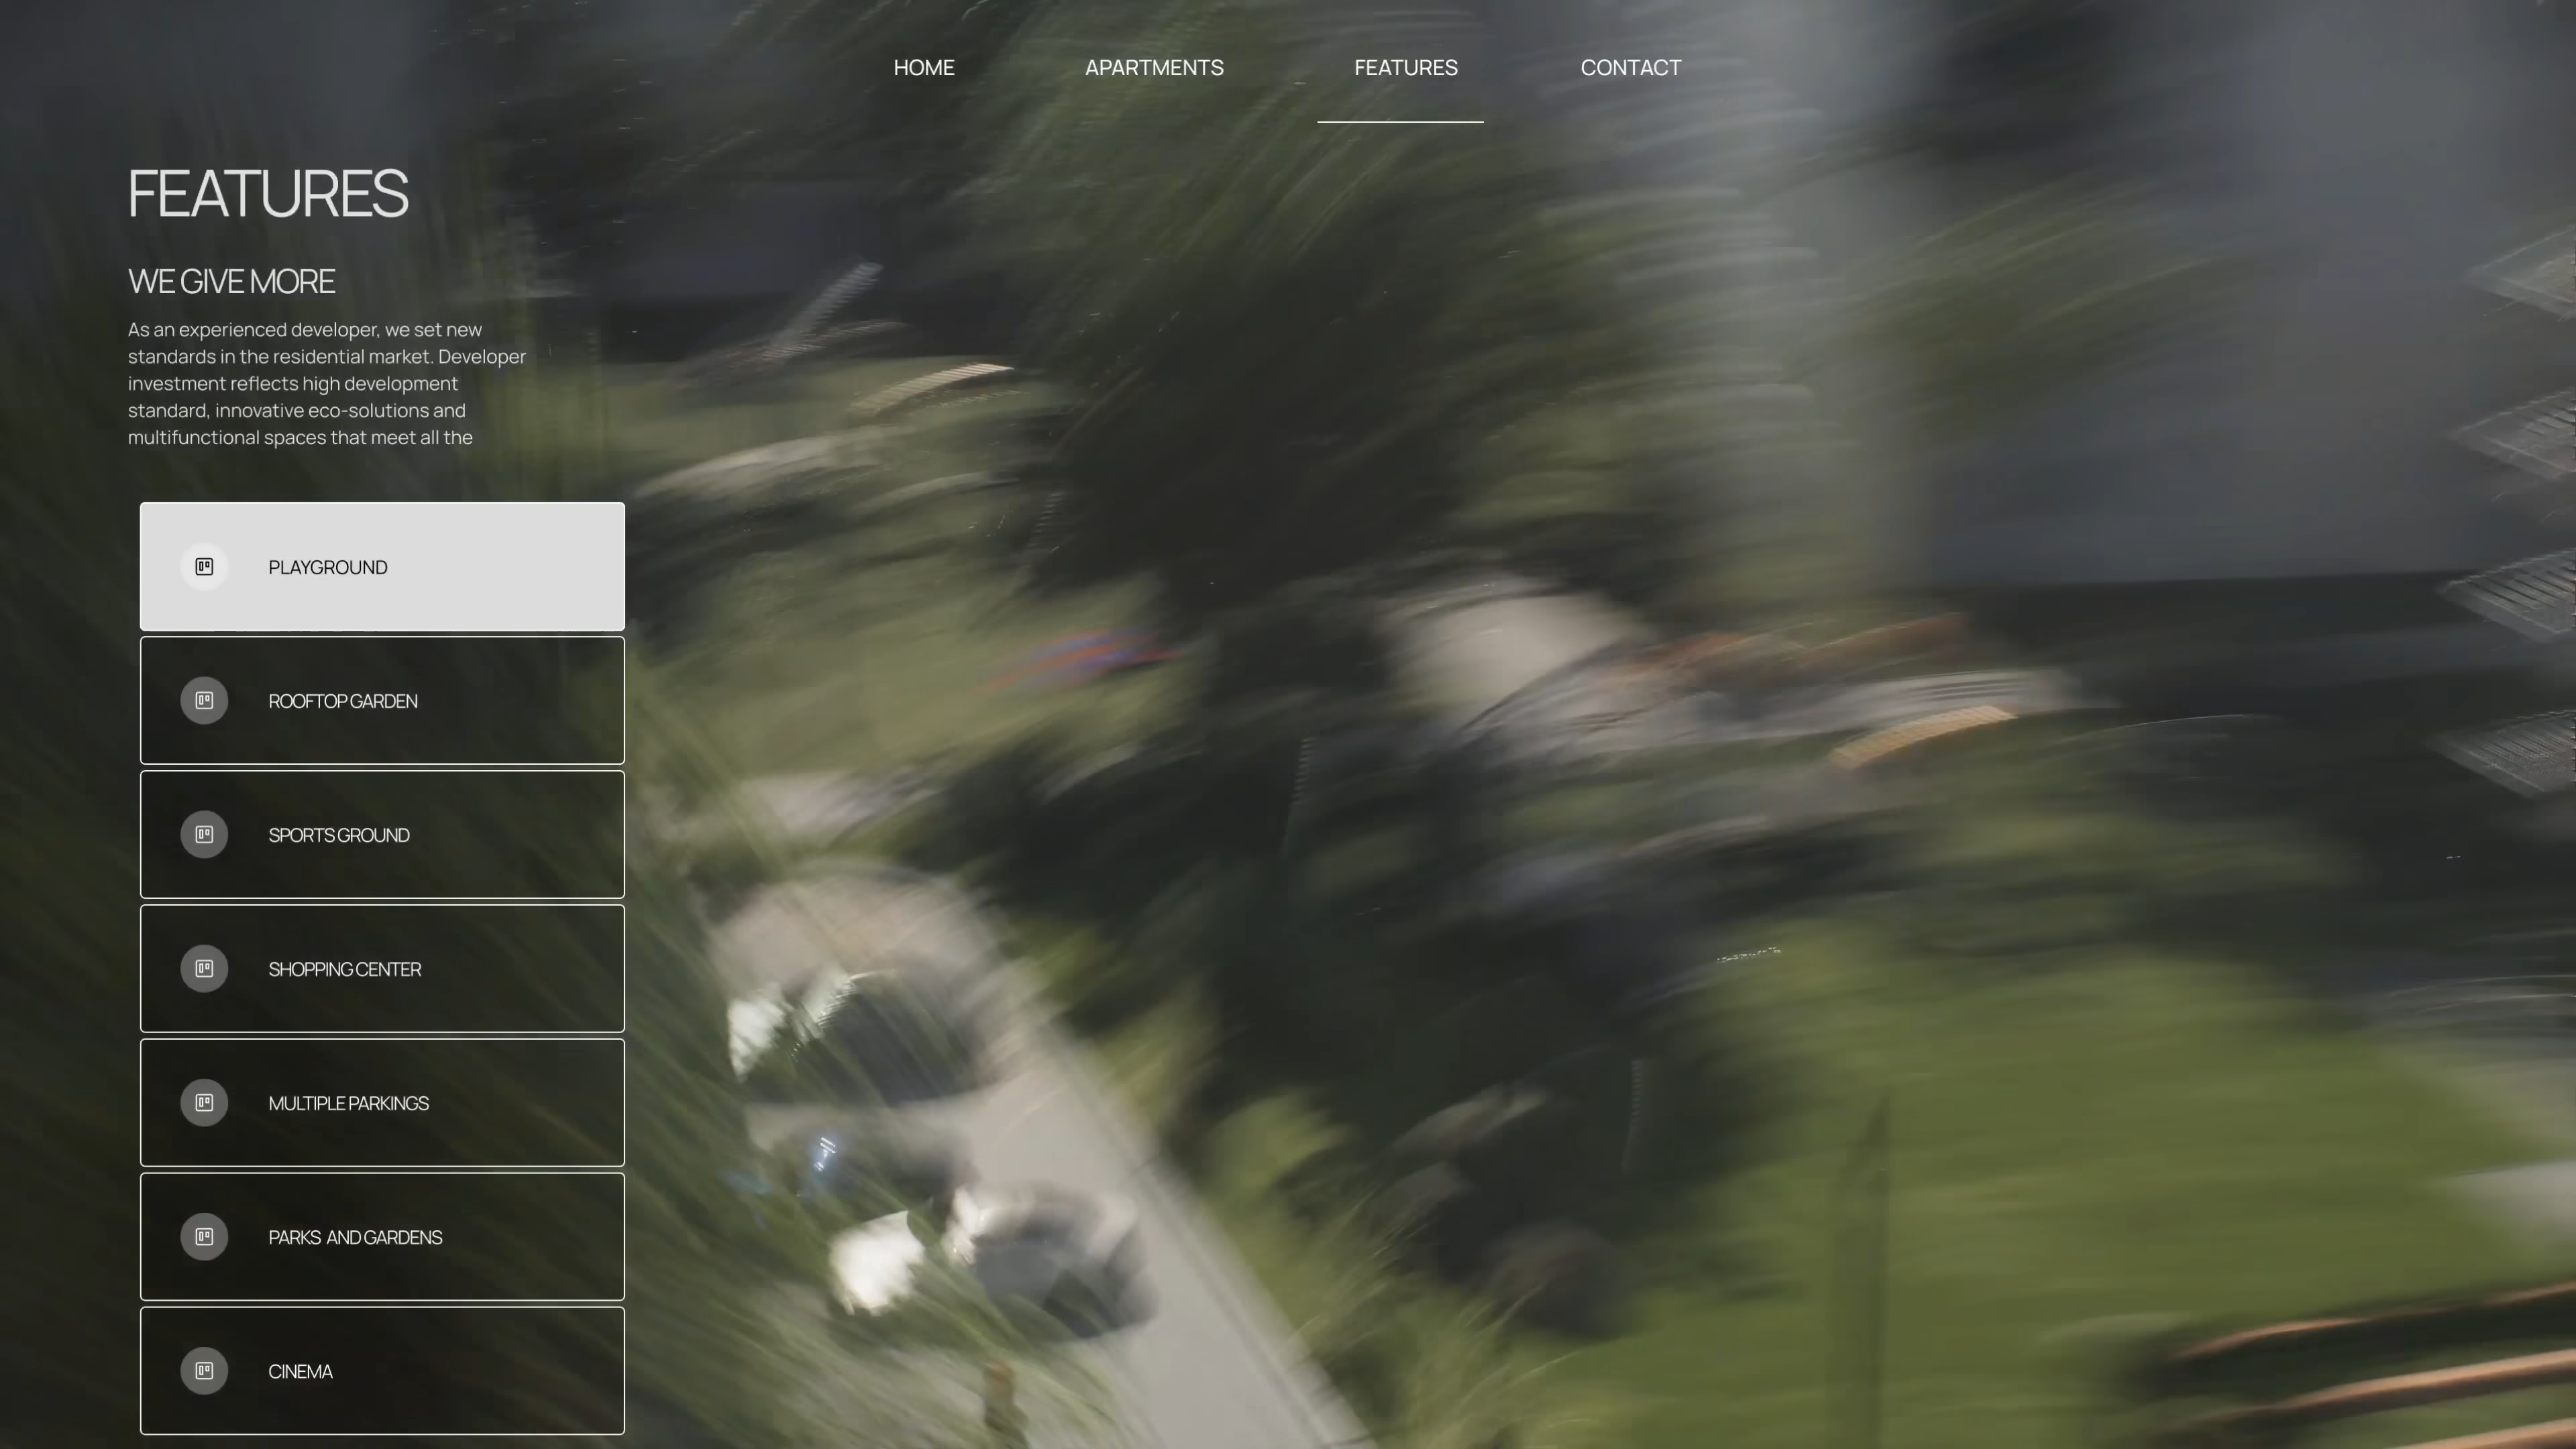 HOME
APARTMENTS
FEATURES
CONTACT
FEATURES
WE GIVE MORE
As an experienced developer, we set new
standards in the residential market. Developer
investment reflects high development
standard, innovative eco-solutions and
multifunctional spaces that meet all the
PLAYGROUND
ROOFTOP GARDEN
SPORTS GROUND
SHOPPING CENTER
MULTIPLE PARKINGS
PARKS AND GARDENS
CINEMA